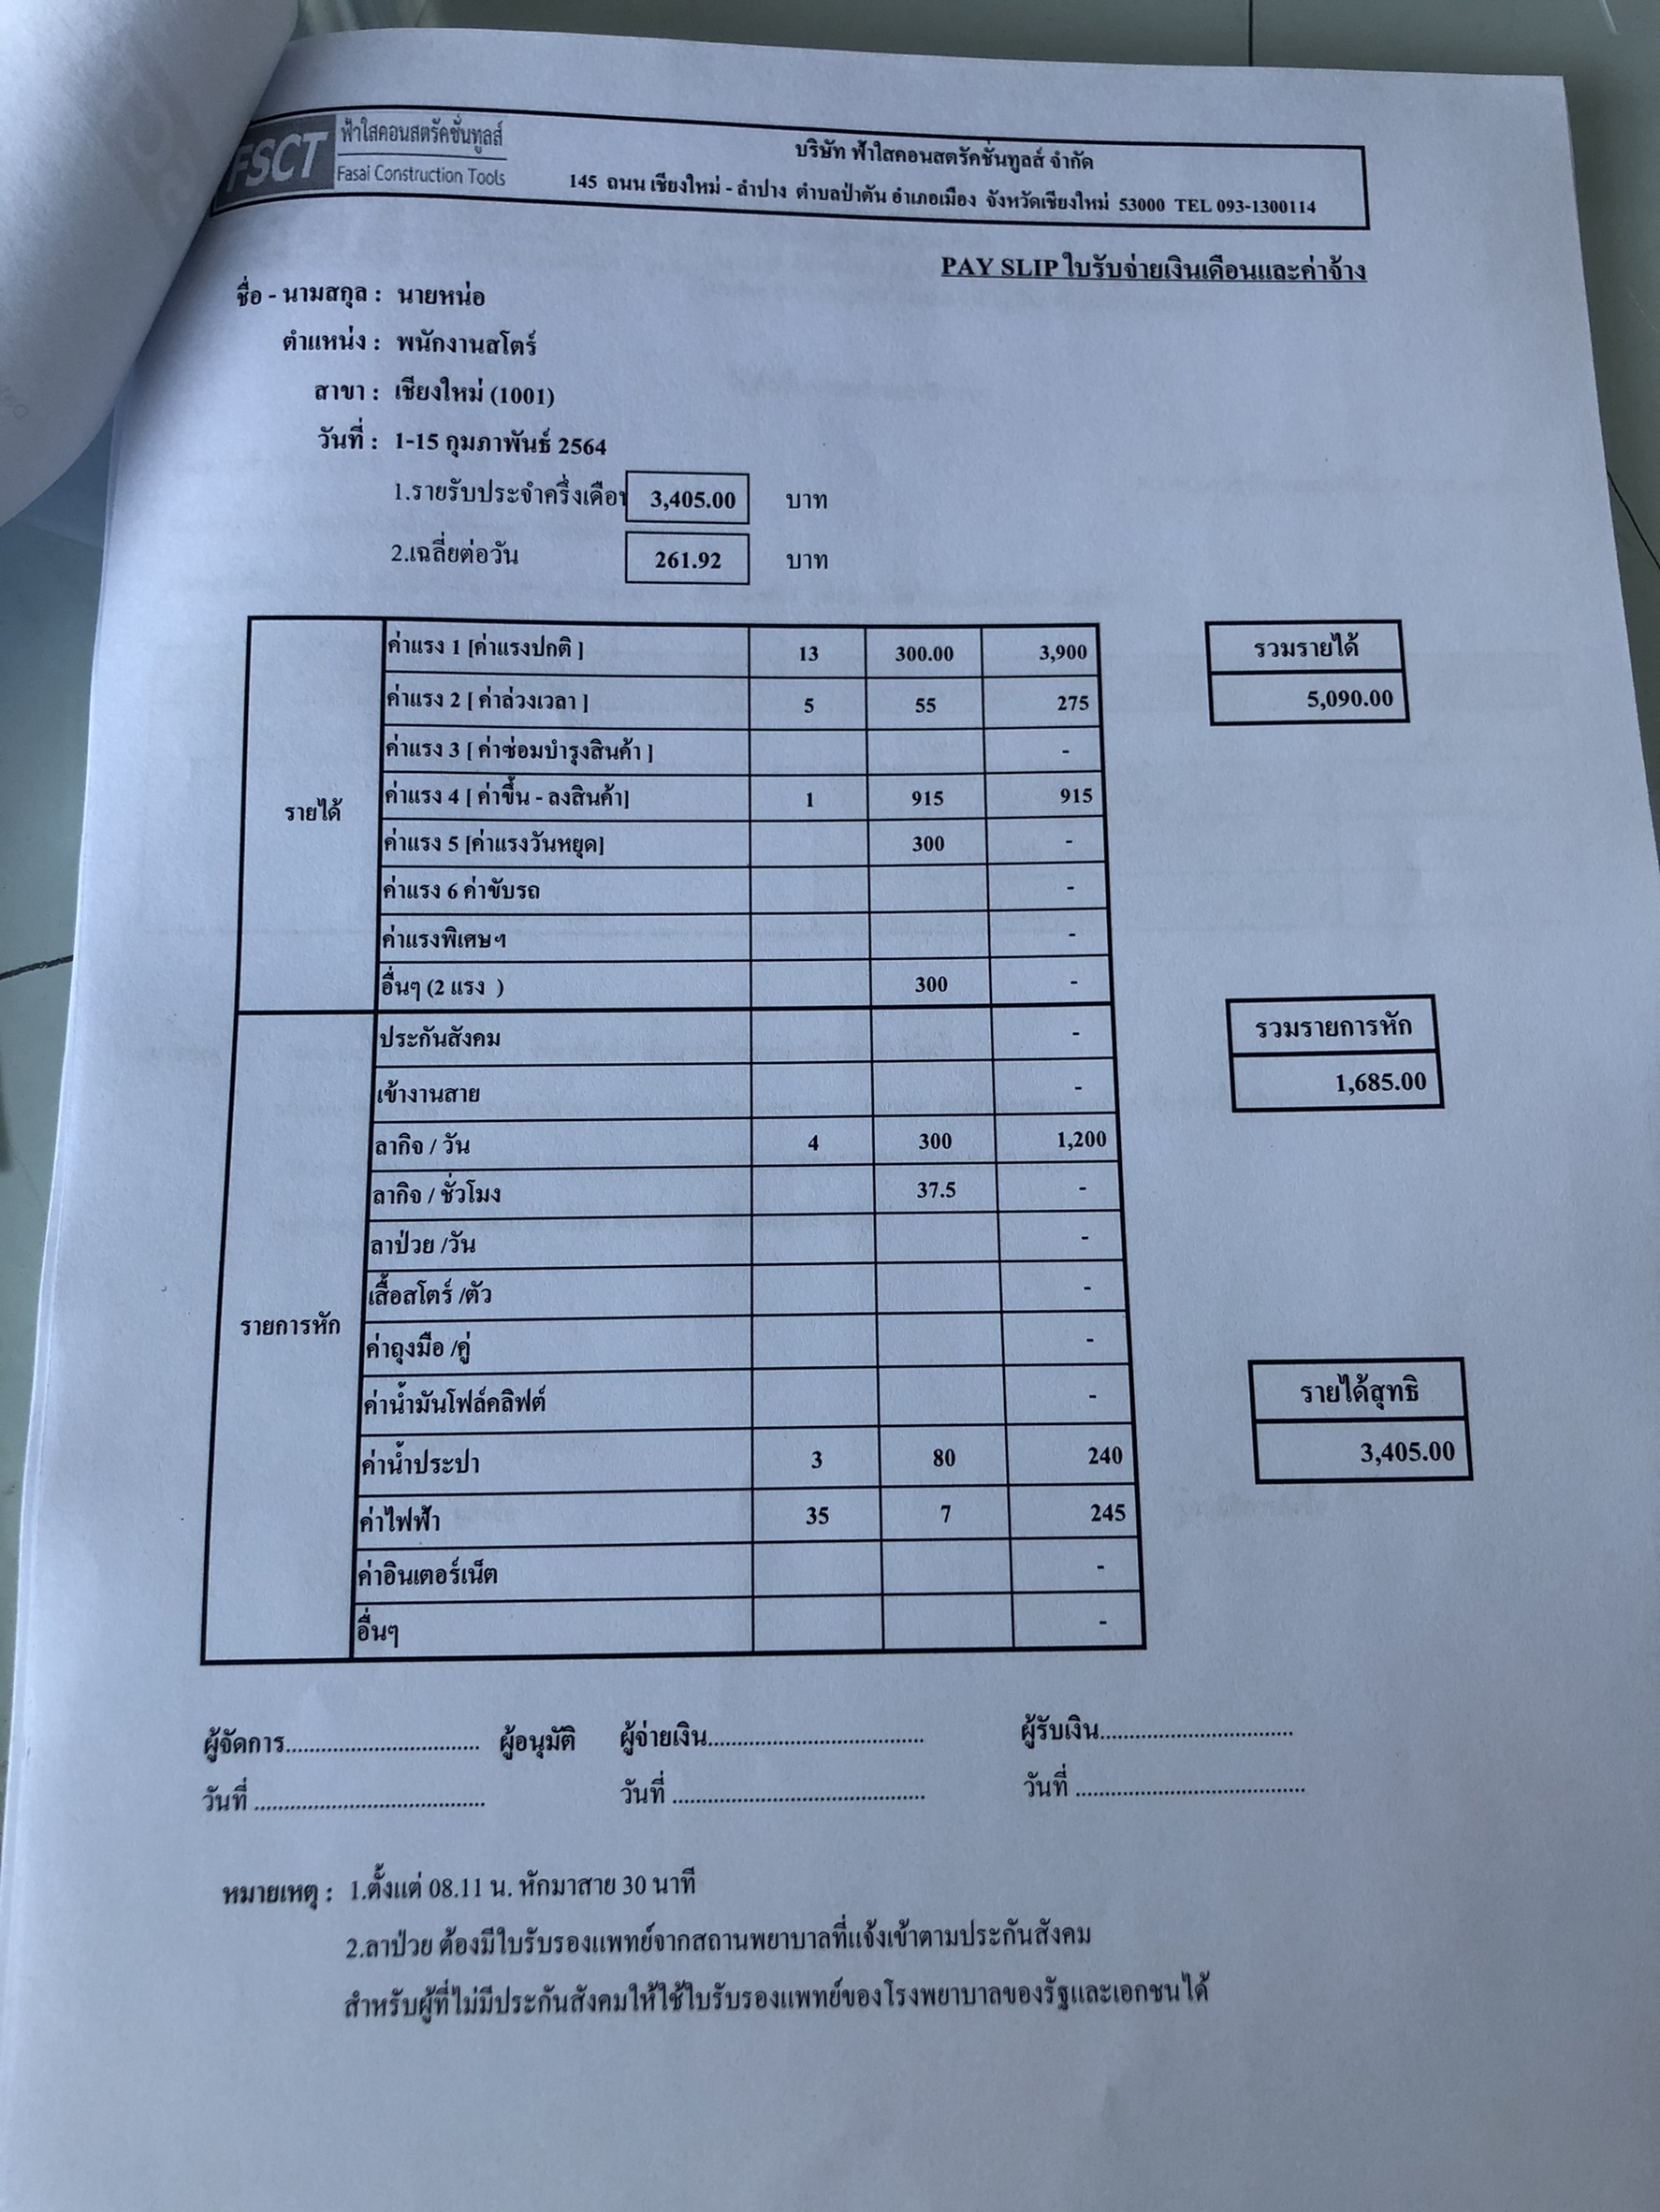 FSCT
ฟ้าใสคอนสตรัคชั่นทูลส์
Fasai Construction Tools
บริษัท ฟ้าใสคอนสตรัคชั่นทูลส์ จำกัด
145 ถนน เชียงใหม่ - ลำปาง ตำบลป่าตัน อำเภอเมือง จังหวัดเชียงใหม่ 53000 TEL 093-1300114
PAY SLIP ใบรับจ่ายเงินเดือนและค่าจ้าง
ชื่อ - นามสกุล : นายหน่อ
ตำแหน่ง : พนักงานสโตร์
สาขา : เชียงใหม่ (1001)
วันที่ : 1-15 กุมภาพันธ์ 2564
1.รายรับประจำครึ่งเดือน 3,405.00 บาท
2.เฉลี่ยต่อวัน 261.92 บาท
รายได้
ค่าแรง 1 [ค่าแรงปกติ ] 13 300.00 3,900
ค่าแรง 2 [ ค่าล่วงเวลา ] 5 55 275
ค่าแรง 3 [ ค่าซ่อมบำรุงสินค้า ] -
ค่าแรง 4 [ ค่าขึ้น - ลงสินค้า] 1 915 915
ค่าแรง 5 [ค่าแรงวันหยุด] 300 -
ค่าแรง 6 ค่าขับรถ -
ค่าแรงพิเศษฯ -
อื่นๆ (2 แรง ) 300 -
รวมรายได้
5,090.00
รายการหัก
ประกันสังคม -
เข้างานสาย -
ลากิจ / วัน 4 300 1,200
ลากิจ / ชั่วโมง 37.5 -
ลาป่วย /วัน -
เสื้อสโตร์ /ตัว -
ค่าถุงมือ /คู่ -
ค่าน้ำมันโฟล์คลิฟต์ -
ค่าน้ำประปา 3 80 240
ค่าไฟฟ้า 35 7 245
ค่าอินเตอร์เน็ต -
อื่นๆ -
รวมรายการหัก
1,685.00
รายได้สุทธิ
3,405.00
ผู้จัดการ................................. ผู้อนุมัติ ผู้จ่ายเงิน..................................... ผู้รับเงิน.................................
วันที่ ....................................... วันที่ ........................................... วันที่ .......................................
หมายเหตุ : 1.ตั้งแต่ 08.11 น. หักมาสาย 30 นาที
2.ลาป่วย ต้องมีใบรับรองแพทย์จากสถานพยาบาลที่แจ้งเข้าตามประกันสังคม
สำหรับผู้ที่ไม่มีประกันสังคมให้ใช้ใบรับรองแพทย์ของโรงพยาบาลของรัฐและเอกชนได้